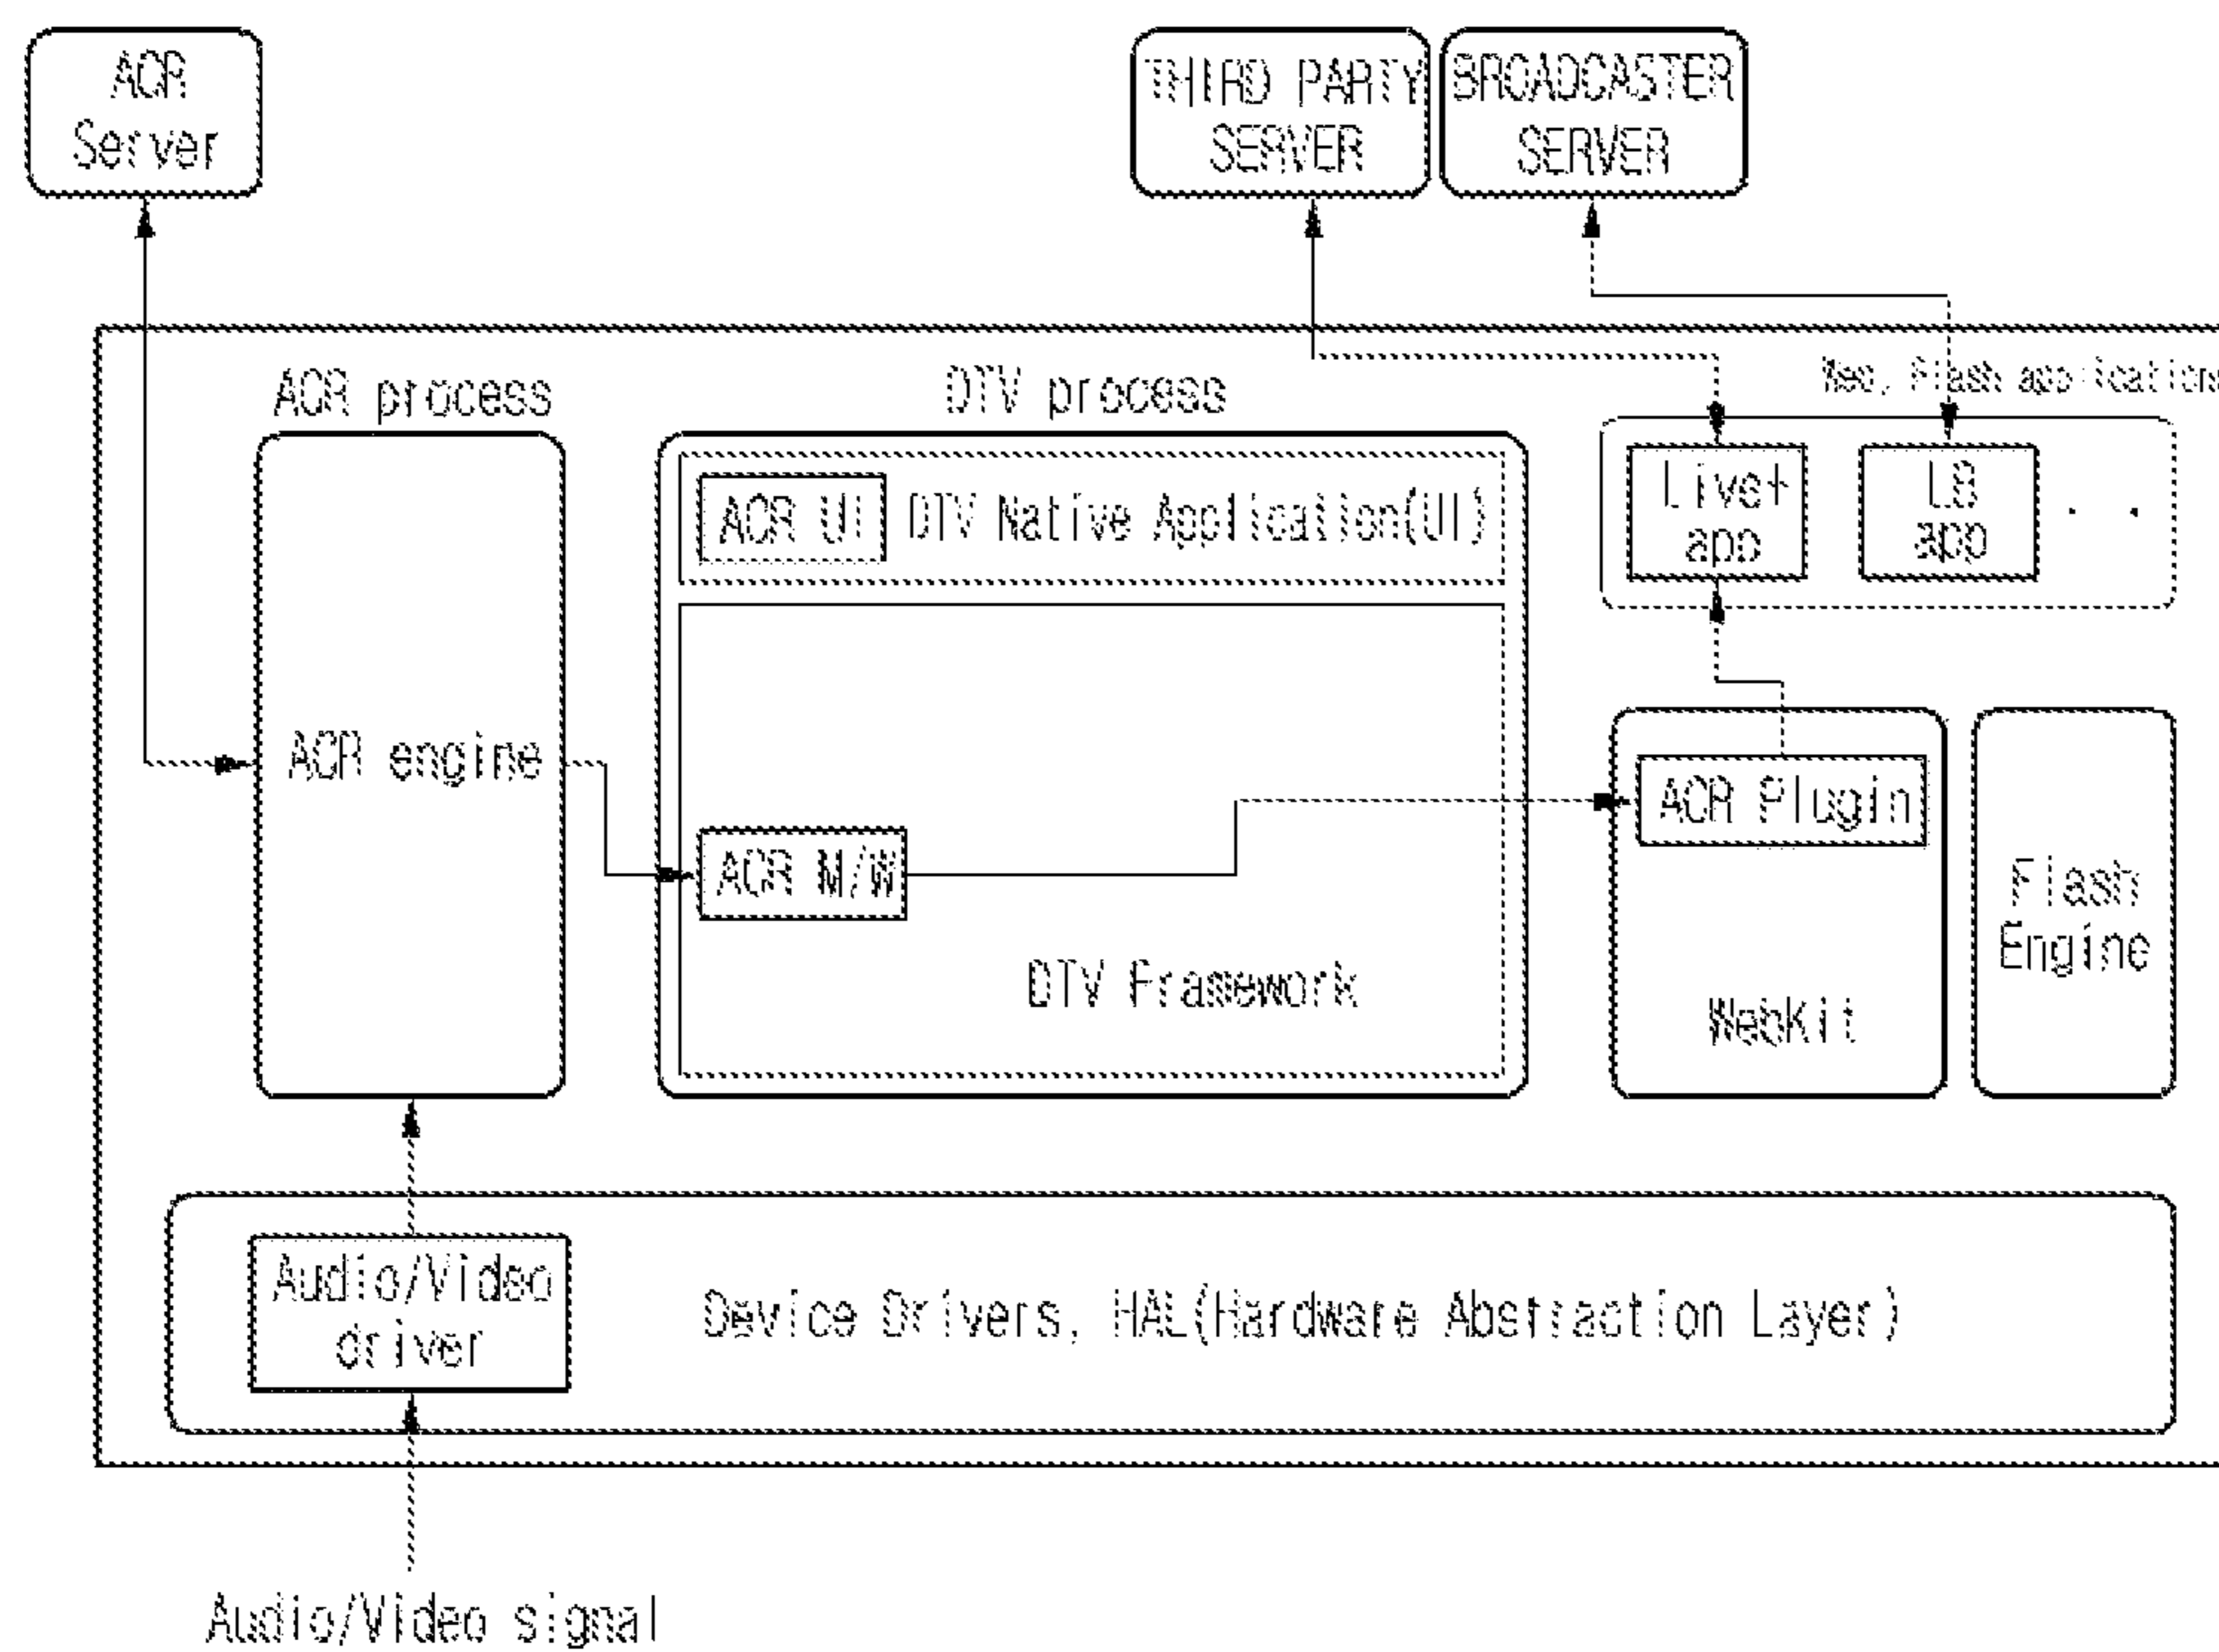 ACR
Server
THIRD PARTY
SERVER
BROADCASTER
SERVER
ACR process
DTV process
Web, Flash applications
ACR UI
DTV Native Application(UI)
Live+
app
LB
app
. .
ACR engine
ACR M/W
DTV Framework
ACR Plugin
WebKit
Flash
Engine
Audio/Video
driver
Device Drivers, HAL(Hardware Abstraction Layer)
Audio/Video signal